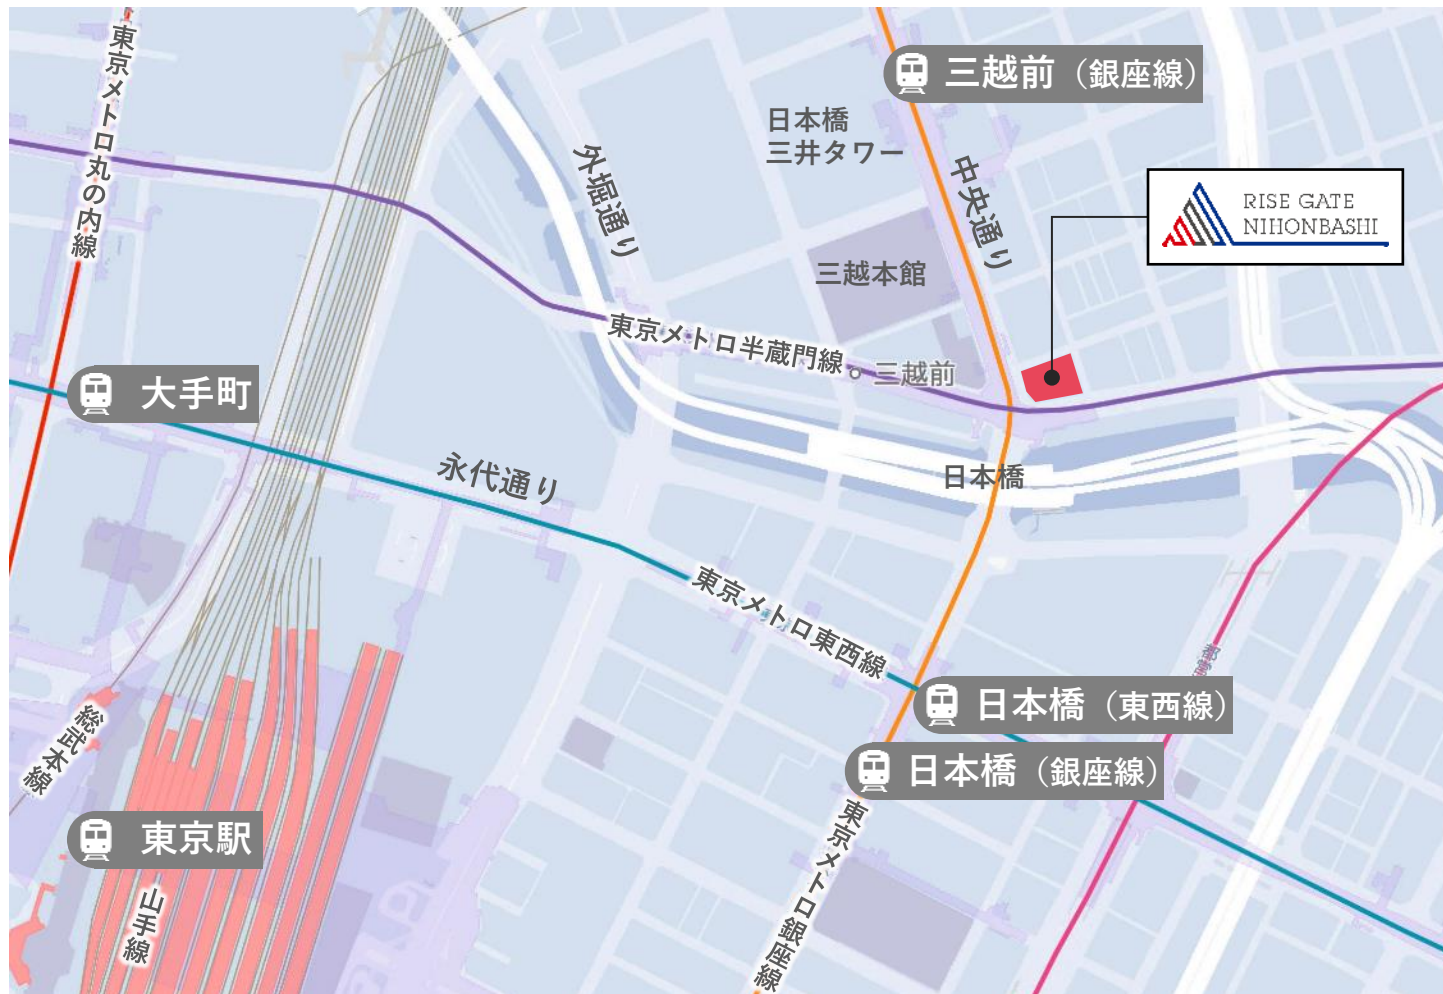 東京メトロ丸の内線
三越前（銀座線）
日本橋
三井タワー
外堀通り
中央通り
RISE GATE
NIHONBASHI
三越本館
東京メトロ半蔵門線
三越前
大手町
永代通り
日本橋
東京メトロ東西線
日本橋（東西線）
日本橋（銀座線）
総武本線
東京駅
山手線
東京メトロ銀座線